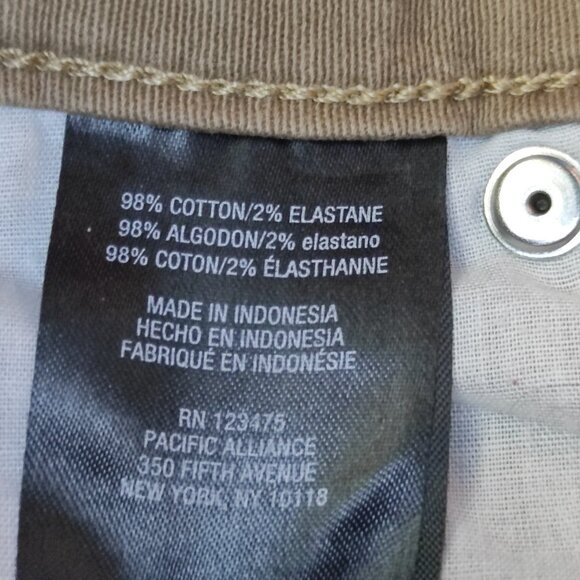 98% COTTON/2% ELASTANE
98% ALGODON/2% elastano
98% COTON/2% ÉLASTHANNE
MADE IN INDONESIA
HECHO EN INDONESIA
FABRIQUÉ EN INDONÉSIE
RN 123475
PACIFIC ALLIANCE
350 FIFTH AVENUE
NEW YORK, NY 10118